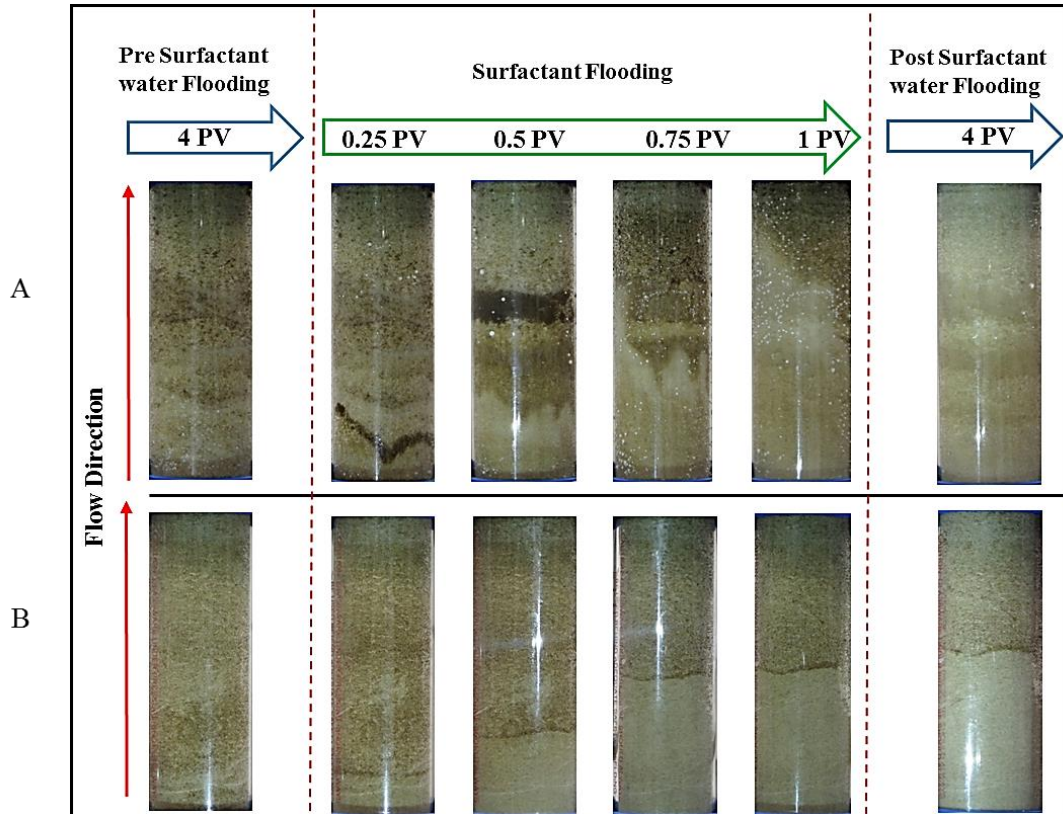 Pre Surfactant
water Flooding
Surfactant Flooding
Post Surfactant
water Flooding
4 PV
0.25 PV
0.5 PV
0.75 PV
1 PV
4 PV
A
Flow Direction
B